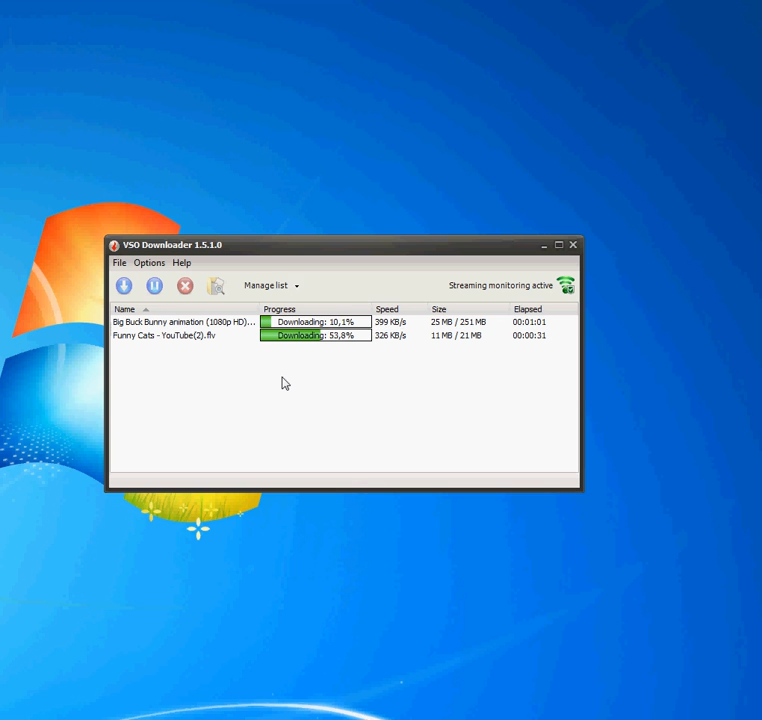 VSO Downloader 1.5.1.0
File Options Help
Manage list Streaming monitoring active
Name Progress Speed Size Elapsed
Big Buck Bunny animation (1080p HD)... Downloading: 10,1% 399 KB/s 25 MB / 251 MB 00:01:01
Funny Cats - YouTube(2).flv Downloading: 53,8% 326 KB/s 11 MB / 21 MB 00:00:31